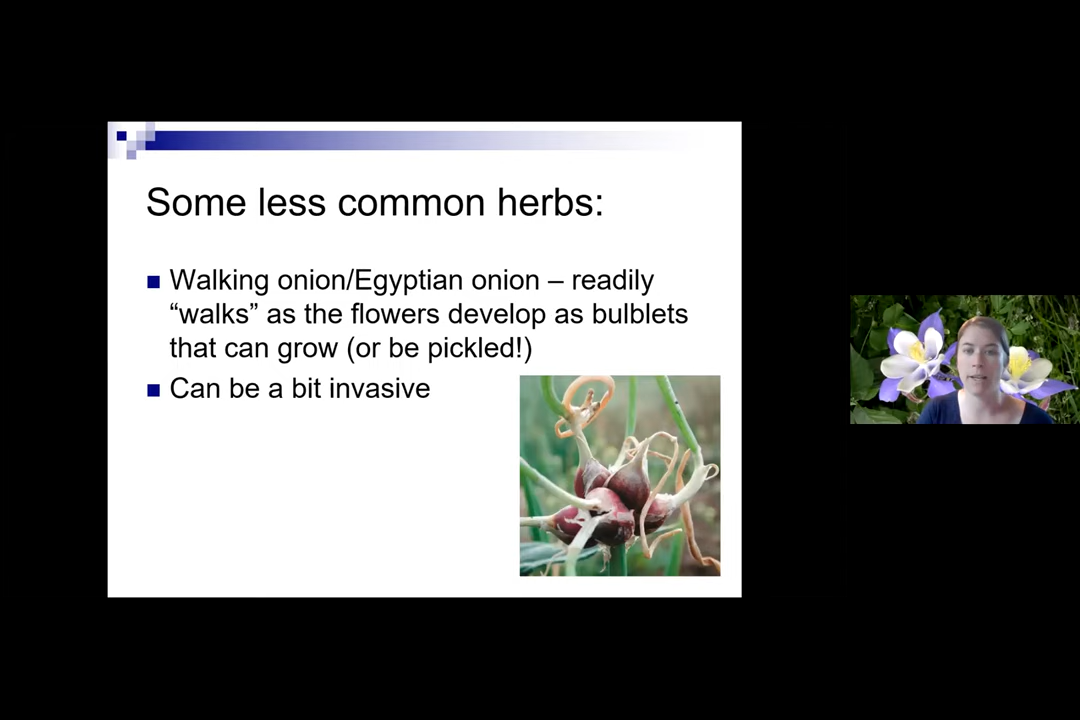 Some less common herbs:
Walking onion/Egyptian onion – readily
“walks” as the flowers develop as bulblets
that can grow (or be pickled!)
Can be a bit invasive